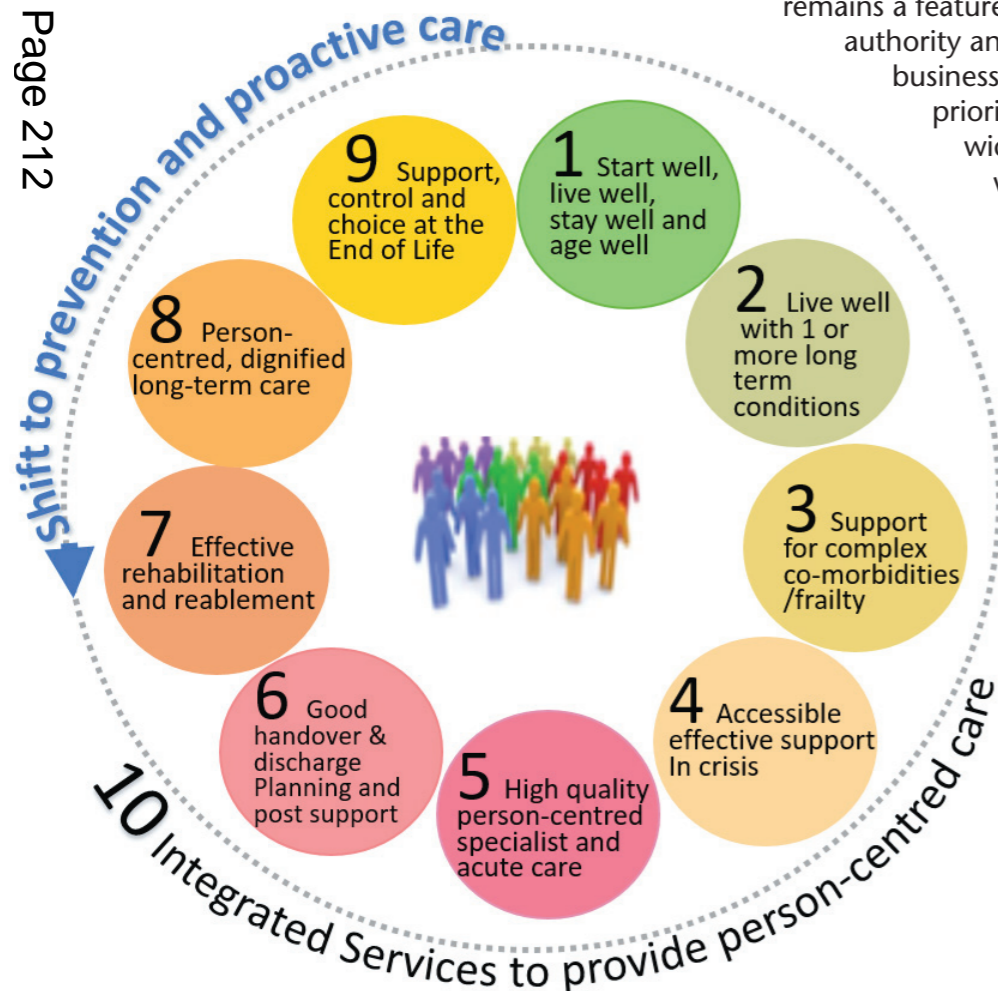 Page 212
remains a feature
authority an
business
priori
wid
Shift to prevention and proactive care
1 Start well,
live well,
stay well and
age well
2 Live well
with 1 or
more long
term
conditions
3 Support
for complex
co-morbidities
/frailty
4 Accessible
effective support
In crisis
5 High quality
person-centred
specialist and
acute care
6 Good
handover &
discharge
Planning and
post support
7 Effective
rehabilitation
and reablement
8 Person-
centred, dignified
long-term care
9 Support,
control and
choice at the
End of Life
10 Integrated Services to provide person-centred care